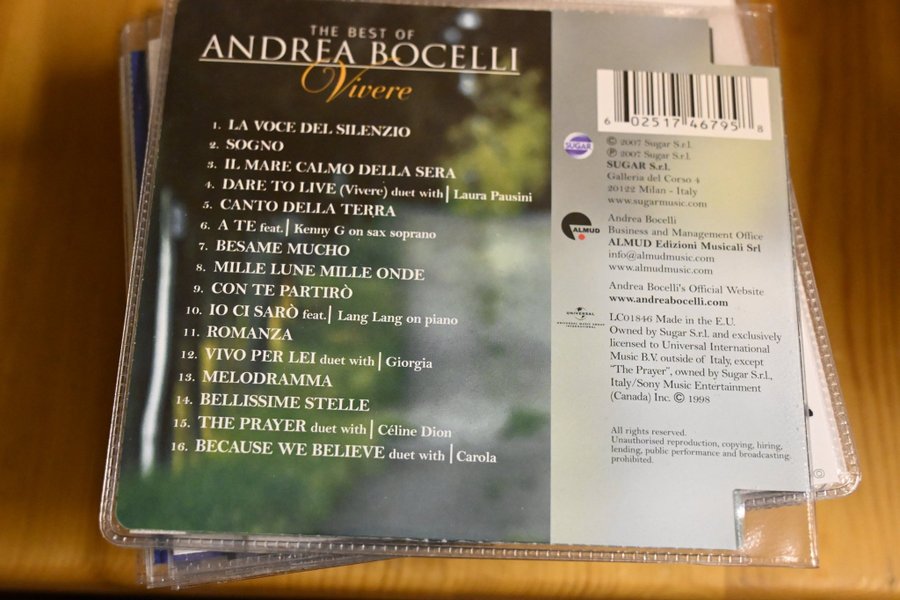 THE BEST OF
ANDREA BOCELLI
Vivere
1. LA VOCE DEL SILENZIO
2. SOGNO
3. IL MARE CALMO DELLA SERA
4. DARE TO LIVE (Vivere) duet with | Laura Pausini
5. CANTO DELLA TERRA
6. A TE feat. | Kenny G on sax soprano
7. BESAME MUCHO
8. MILLE LUNE MILLE ONDE
9. CON TE PARTIRÒ
10. IO CI SARÒ feat. | Lang Lang on piano
11. ROMANZA
12. VIVO PER LEI duet with | Giorgia
13. MELODRAMMA
14. BELLISSIME STELLE
15. THE PRAYER duet with | Céline Dion
16. BECAUSE WE BELIEVE duet with | Carola
6 02517 46795 8
SUGAR
© 2007 Sugar S.r.l.
℗ 2007 Sugar S.r.l.
SUGAR S.r.l.
Galleria del Corso 4
20122 Milan - Italy
www.sugarmusic.com
ALMUD
Andrea Bocelli
Business and Management Office
ALMUD Edizioni Musicali Srl
info@almudmusic.com
www.almudmusic.com
Andrea Bocelli's Official Website
www.andreabocelli.com
UNIVERSAL
UNIVERSAL MUSIC GROUP
INTERNATIONAL
LC01846 Made in the E.U.
Owned by Sugar S.r.l. and exclusively
licensed to Universal International
Music B.V. outside of Italy, except
"The Prayer", owned by Sugar S.r.l.,
Italy/Sony Music Entertainment
(Canada) Inc. © 1998
All rights reserved.
Unauthorised reproduction, copying, hiring,
lending, public performance and broadcasting
prohibited.